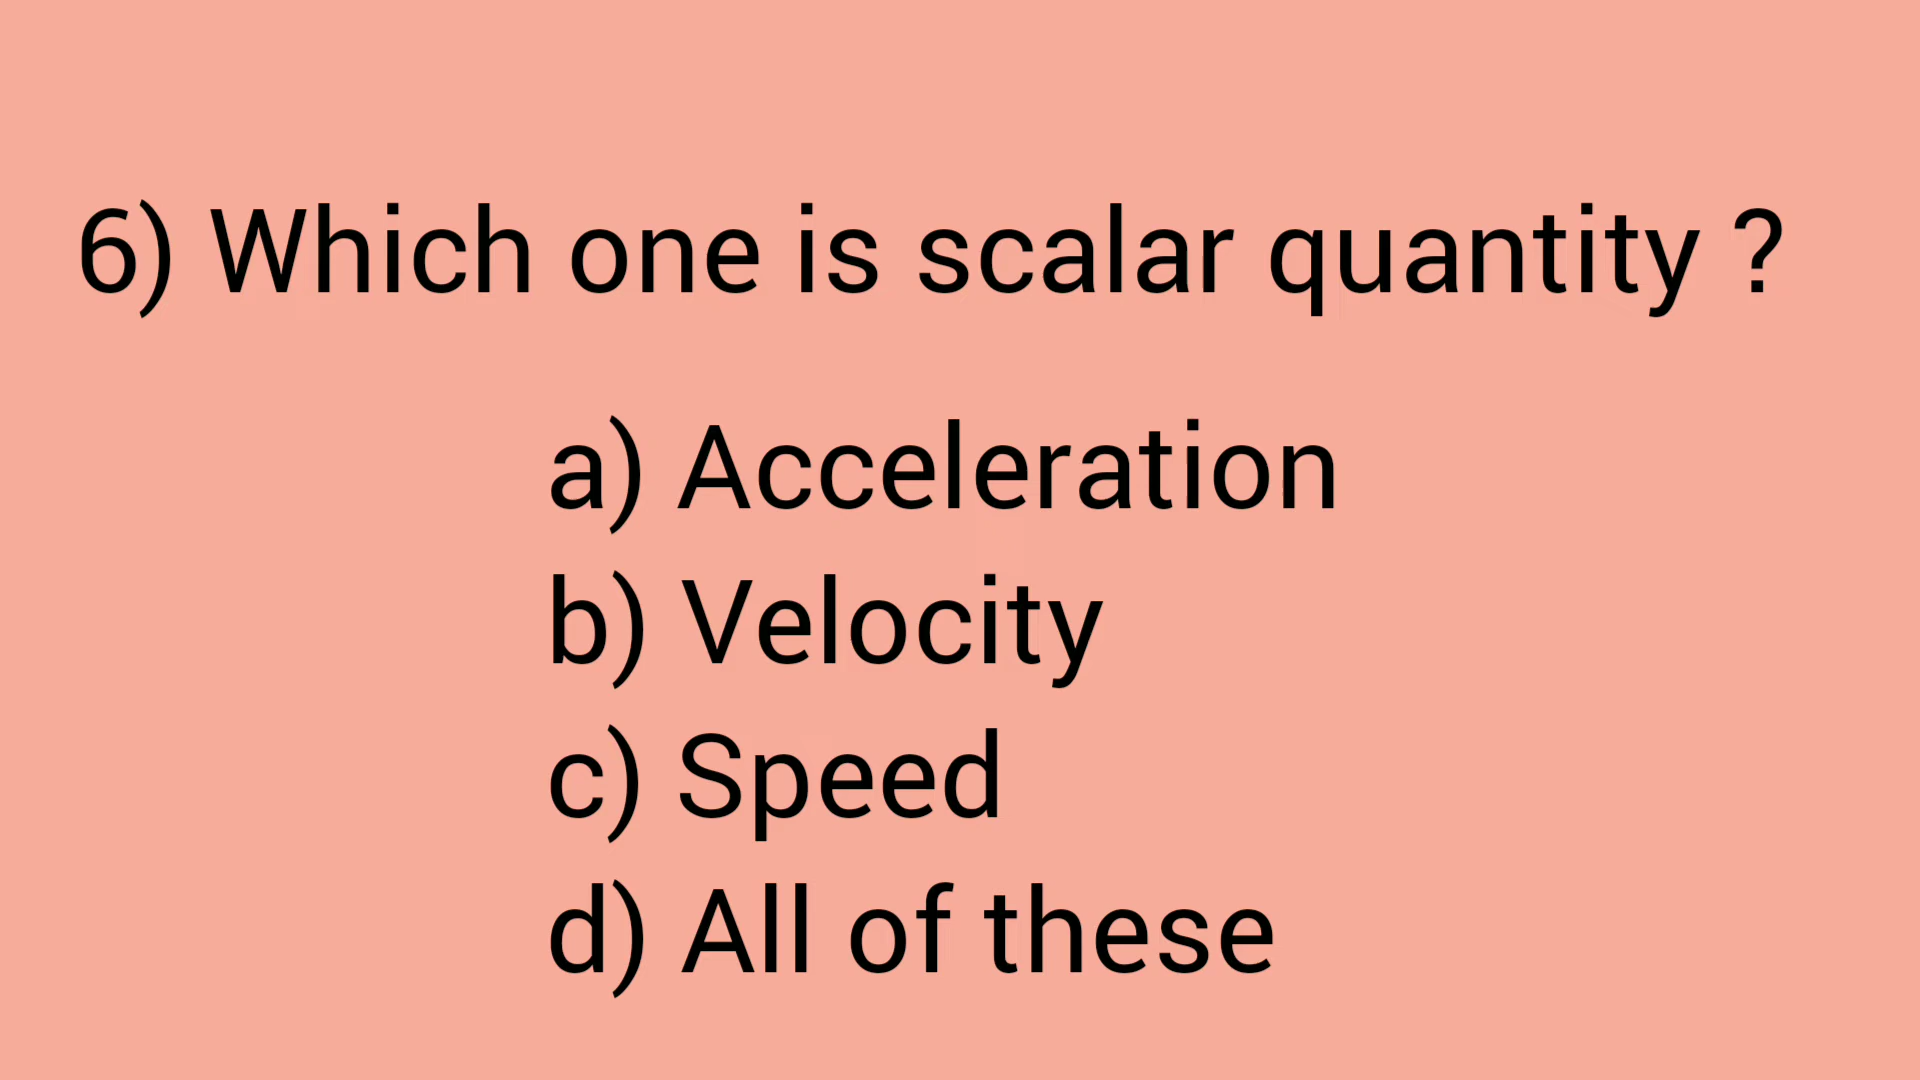 6) Which one is scalar quantity ?
a) Acceleration
b) Velocity
c) Speed
d) All of these